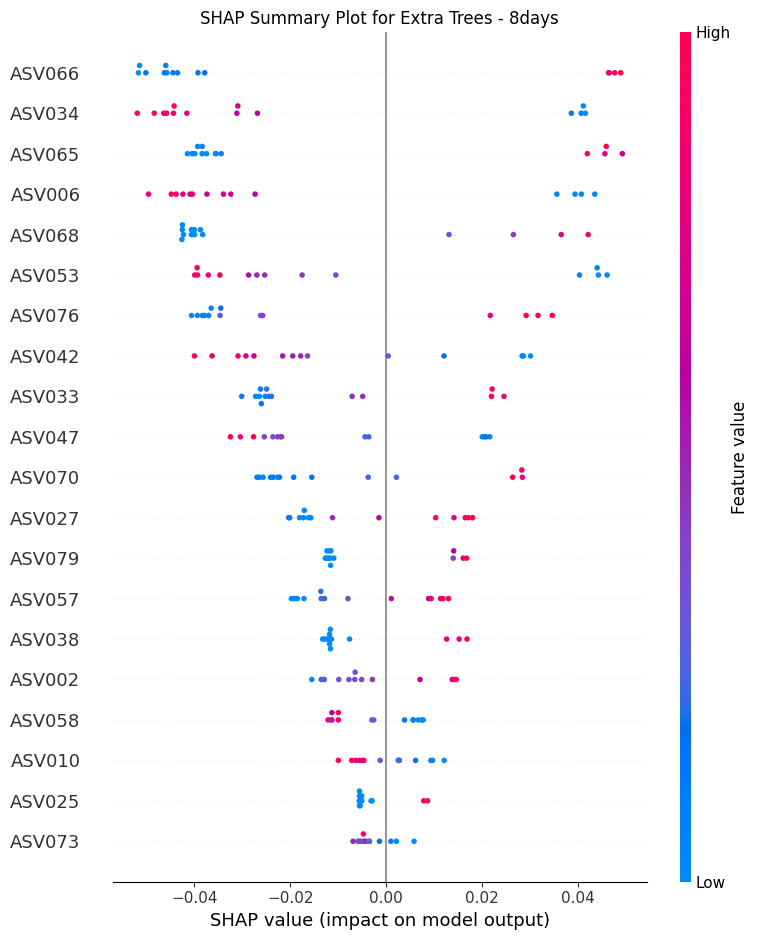 SHAP Summary Plot for Extra Trees - 8days
High
ASV066
ASV034
ASV065
ASV006
ASV068
ASV053
ASV076
ASV042
ASV033
ASV047
ASV070
ASV027
ASV079
ASV057
ASV038
ASV002
ASV058
ASV010
ASV025
ASV073
Feature value
Low
−0.04 −0.02 0.00 0.02 0.04
SHAP value (impact on model output)